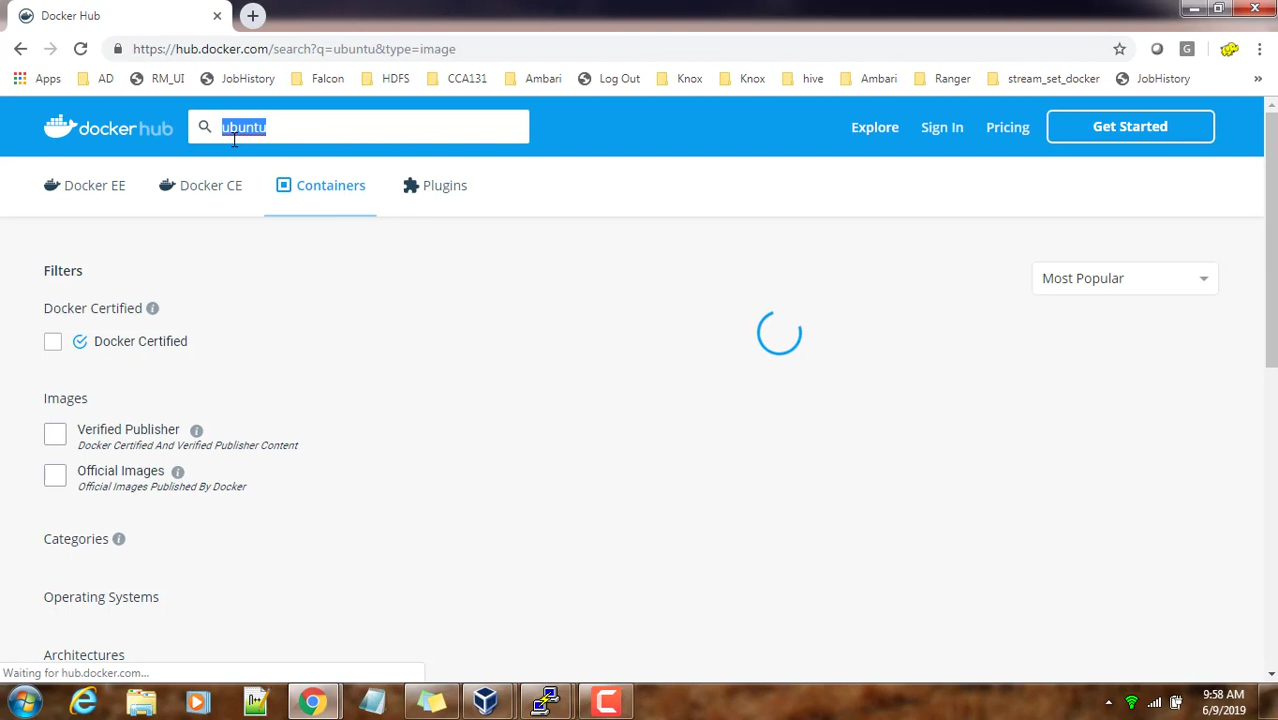 Docker Hub
https://hub.docker.com/search?q=ubuntu&type=image
G
Apps AD RM_UI JobHistory Falcon HDFS CCA131 Ambari Log Out Knox Knox hive Ambari Ranger stream_set_docker JobHistory »
docker hub ubuntu Explore Sign In Pricing Get Started
Docker EE Docker CE Containers Plugins
Filters
Most Popular
Docker Certified
Docker Certified
Images
Verified Publisher
Docker Certified And Verified Publisher Content
Official Images
Official Images Published By Docker
Categories
Operating Systems
Architectures
Waiting for hub.docker.com...
9:58 AM
6/9/2019